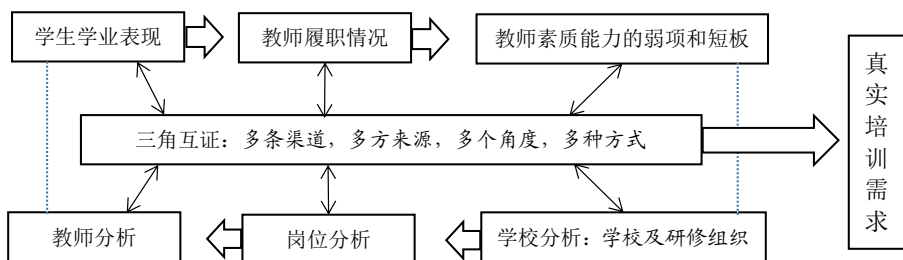 学生学业表现
教师履职情况
教师素质能力的弱项和短板
三角互证：多条渠道，多方来源，多个角度，多种方式
教师分析
岗位分析
学校分析：学校及研修组织
真
实
培
训
需
求